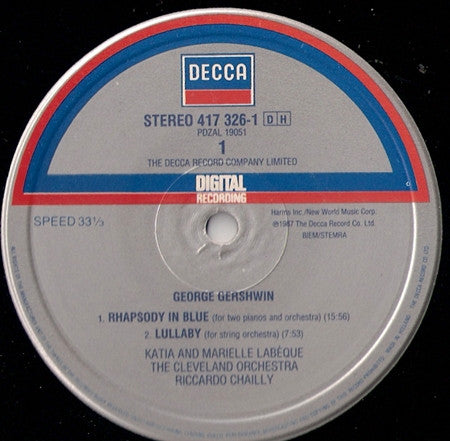 DECCA
STEREO 417 326-1 D H
PDZAL 19051
1
THE DECCA RECORD COMPANY LIMITED
DIGITAL
RECORDING
SPEED 33⅓
Harms Inc./New World Music Corp.
℗1987 The Decca Record Co. Ltd.
BIEM/STEMRA
GEORGE GERSHWIN
1. RHAPSODY IN BLUE (for two pianos and orchestra) (15:56)
2. LULLABY (for string orchestra) (7:53)
KATIA AND MARIELLE LABÈQUE
THE CLEVELAND ORCHESTRA
RICCARDO CHAILLY